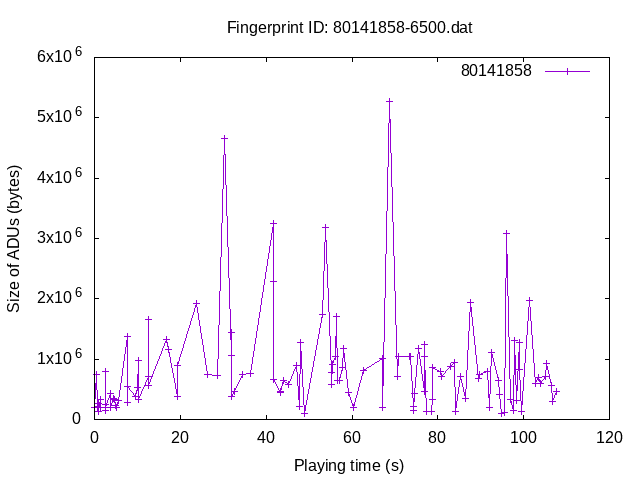 Fingerprint ID: 80141858-6500.dat
80141858
Size of ADUs (bytes)
6x10^6
5x10^6
4x10^6
3x10^6
2x10^6
1x10^6
0
0 20 40 60 80 100 120
Playing time (s)